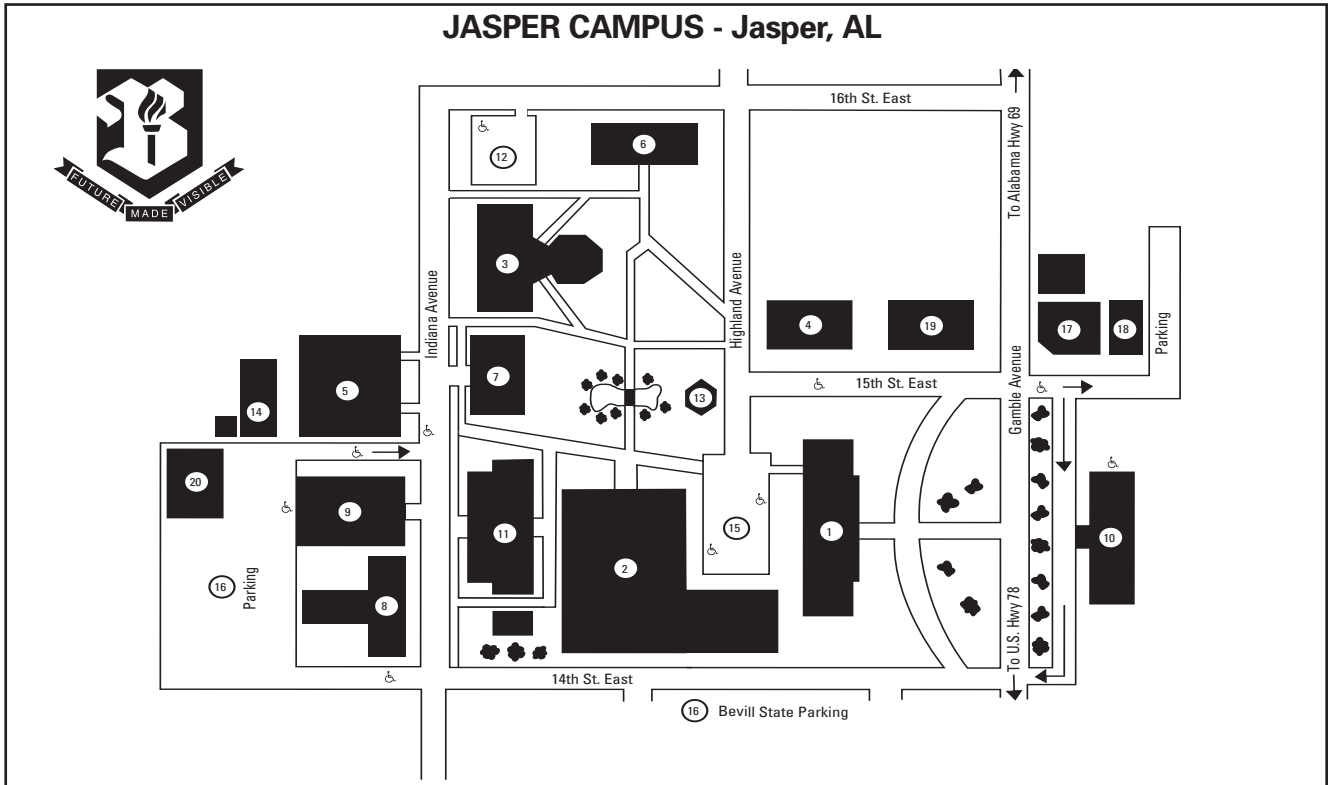 JASPER CAMPUS - Jasper, AL
FUTURE
MADE
VISIBLE
16th St. East
To Alabama Hwy 69
12
6
3
Indiana Avenue
Highland Avenue
4
19
17
18
Parking
Gamble Avenue
15th St. East
5
7
13
14
20
9
11
15
1
10
2
16
Parking
8
To U.S. Hwy 78
14th St. East
16 Bevill State Parking